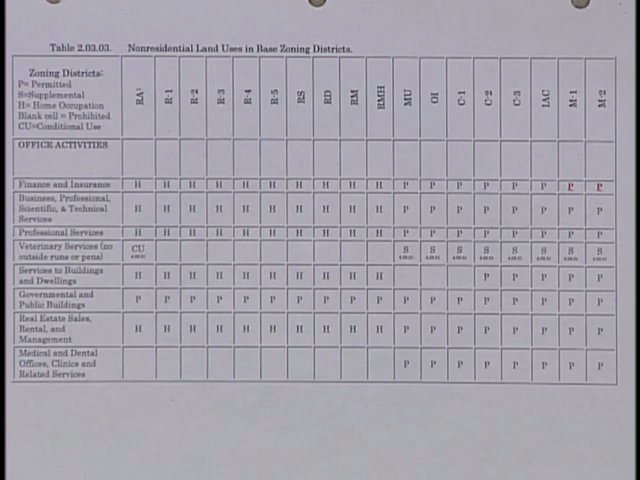 Table 2.03.03. Nonresidential Land Uses in Base Zoning Districts.
Zoning Districts:
P= Permitted
S=Supplemental
H= Home Occupation
Blank cell = Prohibited
CU=Conditional Use
RA¹ R-1 R-2 R-3 R-4 R-5 RS RD RM RMH MU OI C-1 C-2 C-3 IAC M-1 M-2
OFFICE ACTIVITIES
Finance and Insurance H H H H H H H H H H P P P P P P P P
Business, Professional,
Scientific, & Technical H H H H H H H H H H P P P P P P P P
Services
Professional Services H H H H H H H H H H P P P P P P P P
Veterinary Services (no CU S S S S S S S S
outside runs or pens)
Services to Buildings H H H H H H H H H H P P P P P
and Dwellings
Governmental and P P P P P P P P P P P P P P P P P P
Public Buildings
Real Estate Sales,
Rental, and H H H H H H H H H H P P P P P P P P
Management
Medical and Dental
Offices, Clinics and P P P P P P P P
Related Services